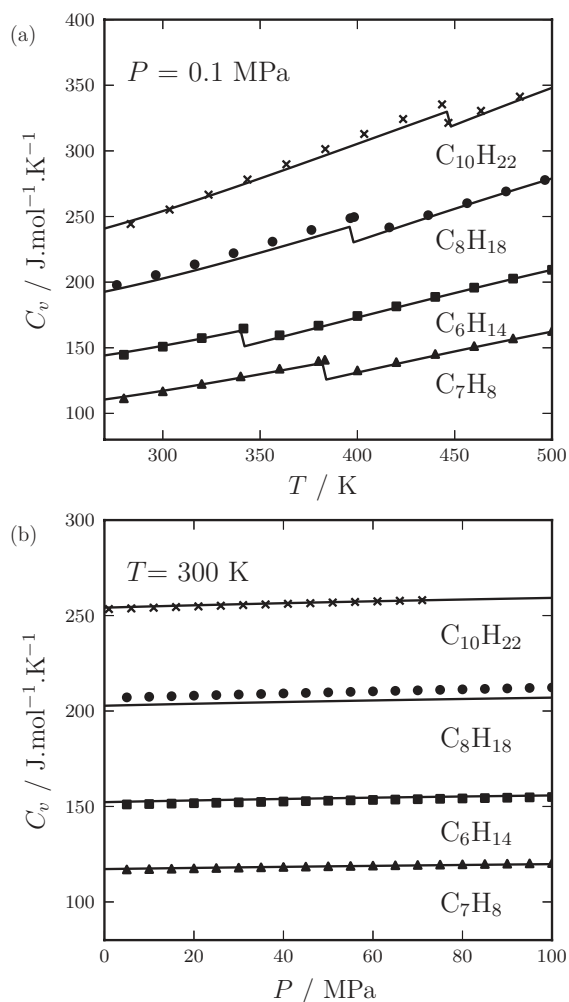 (a)
400
P = 0.1 MPa
350
300
C₁₀H₂₂
250
C₈H₁₈
200
C₆H₁₄
150
C₇H₈
100
C_v / J.mol⁻¹.K⁻¹
300 350 400 450 500
T / K
(b)
300
T= 300 K
250
C₁₀H₂₂
200
C₈H₁₈
150
C₆H₁₄
100
C₇H₈
C_v / J.mol⁻¹.K⁻¹
0 20 40 60 80 100
P / MPa